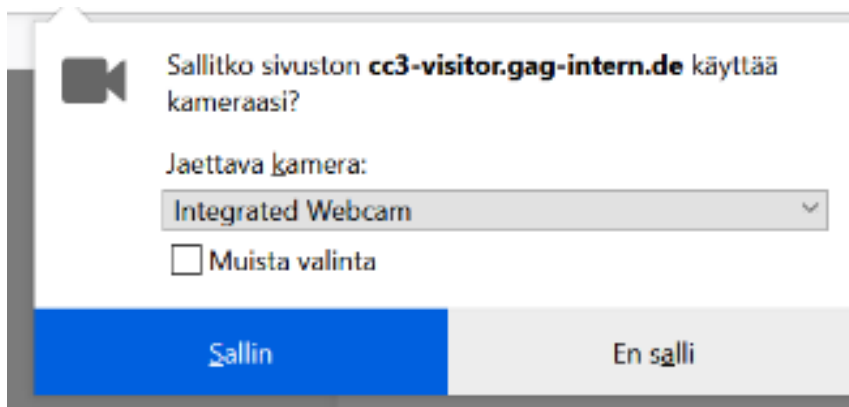 Sallitko sivuston cc3-visitor.gag-intern.de käyttää
kameraasi?
Jaettava kamera:
Integrated Webcam
Muista valinta
Sallin
En salli